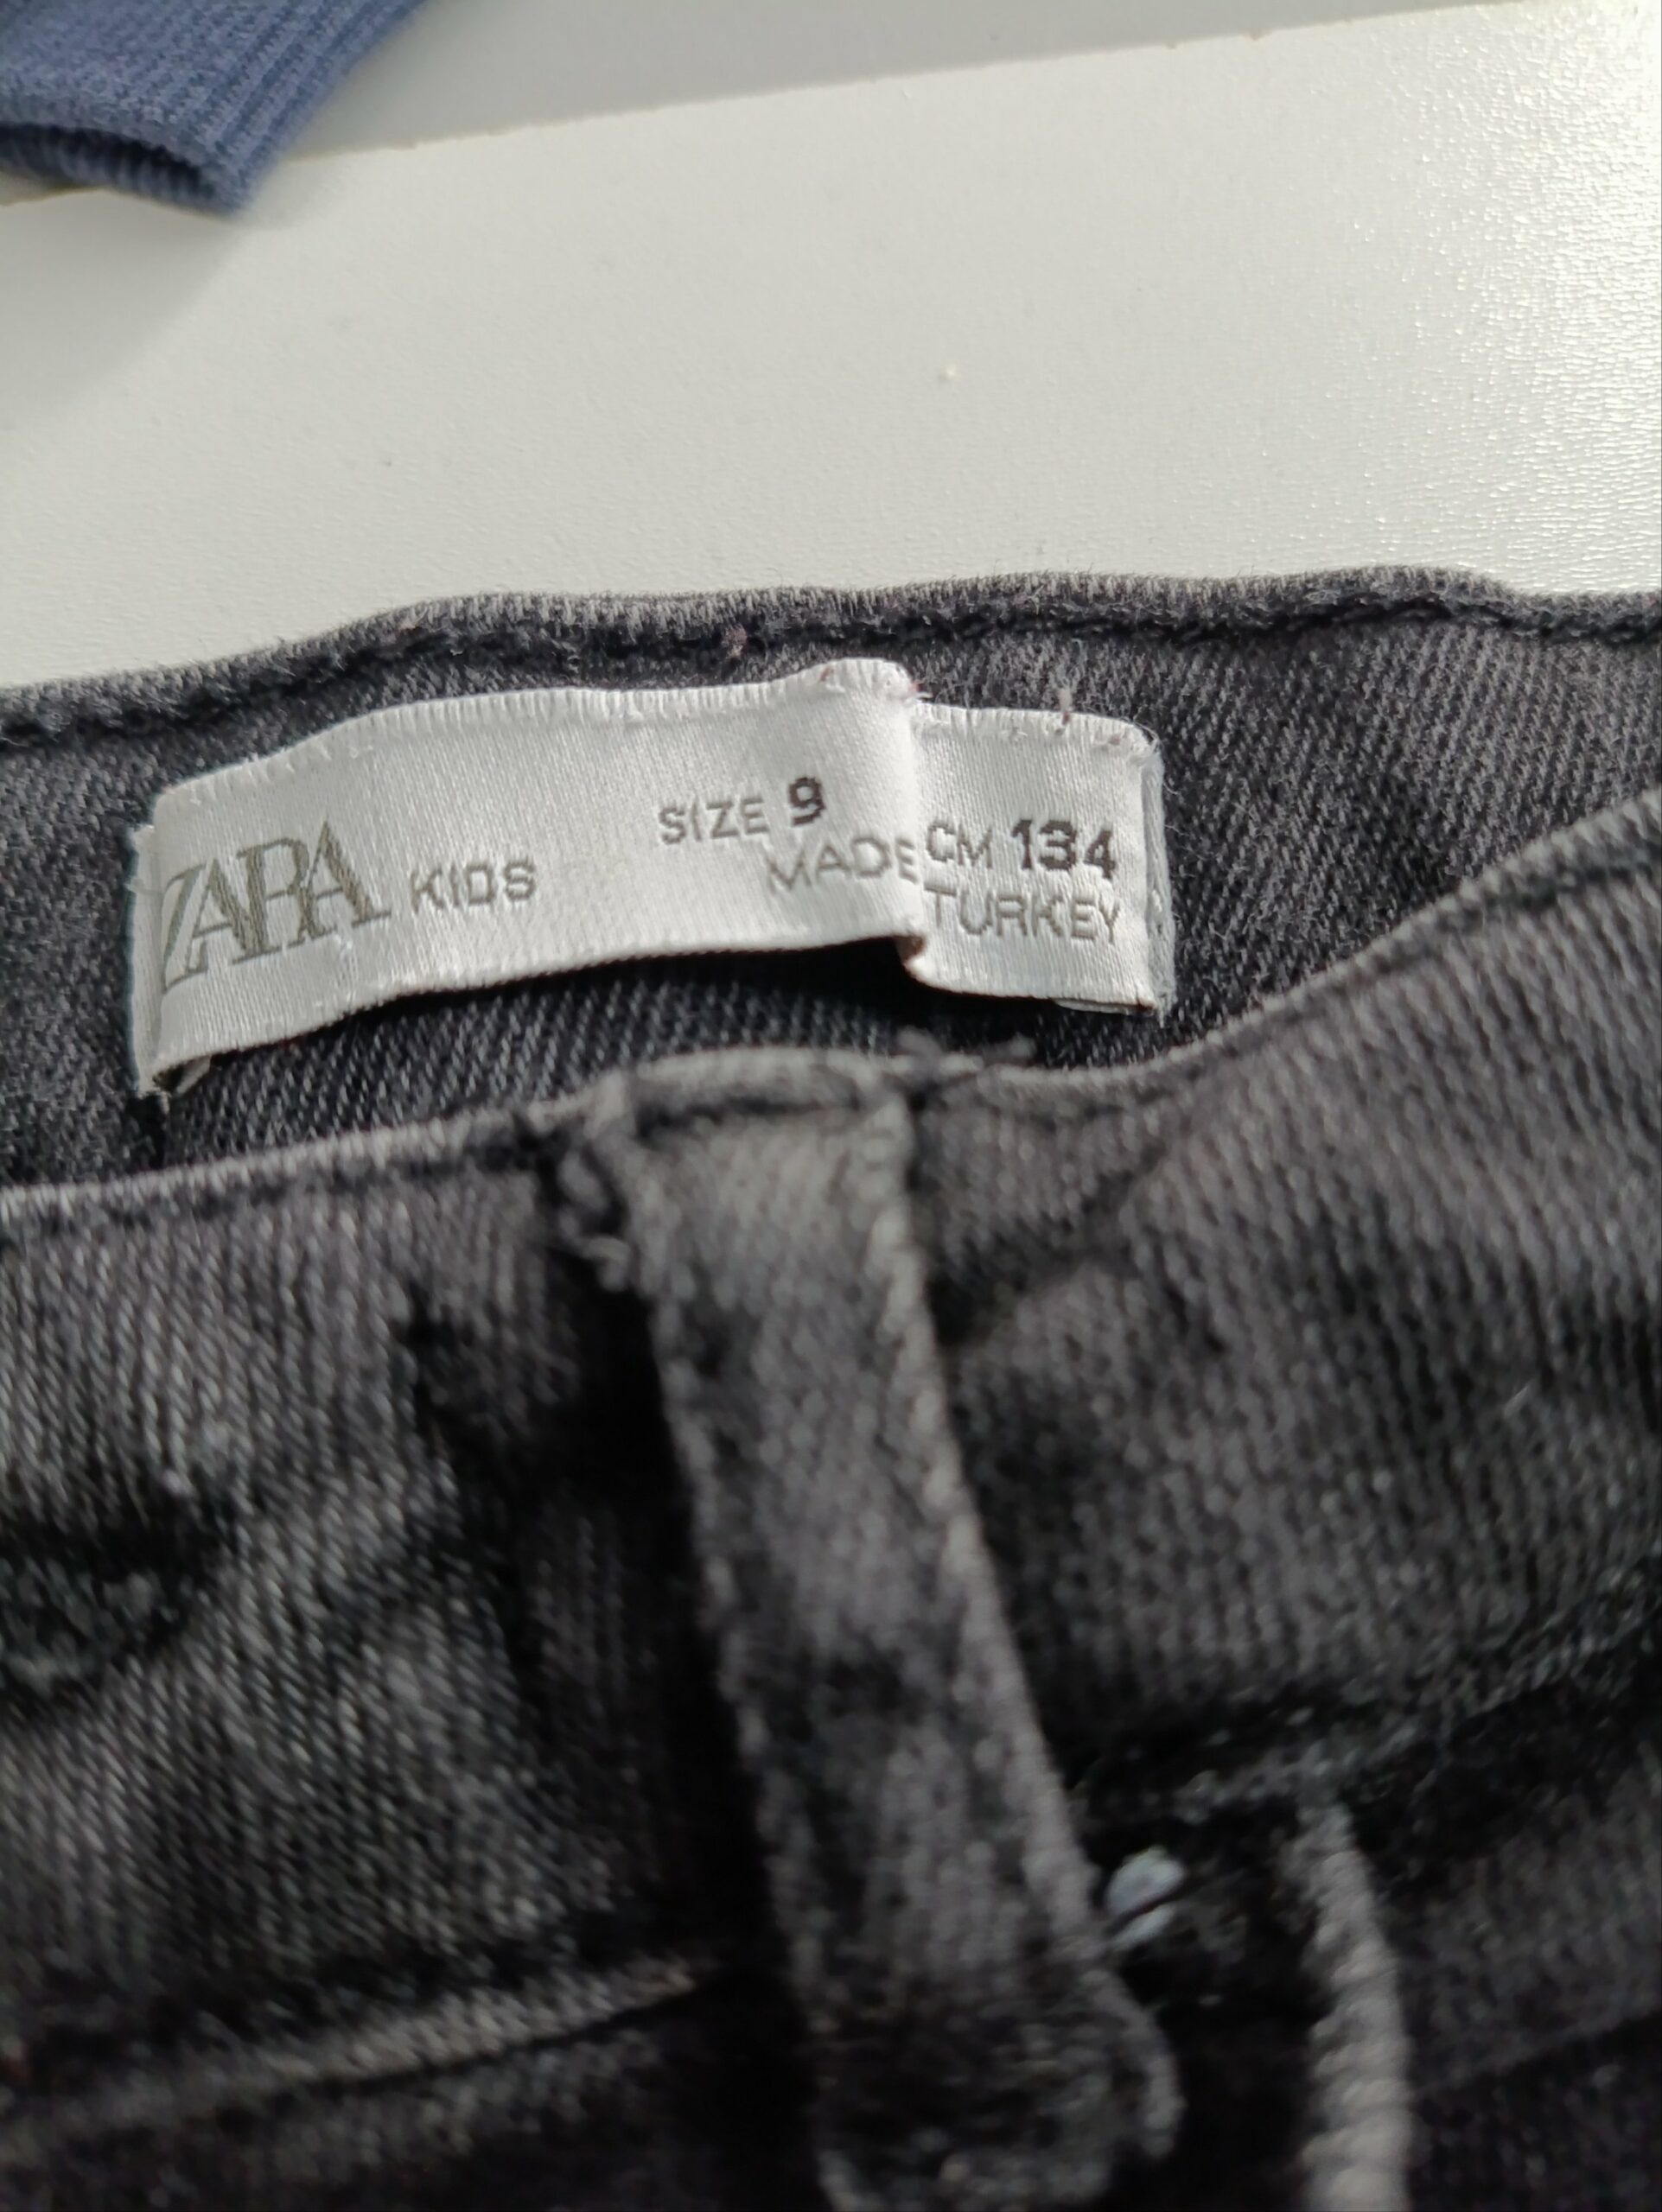 ZARA KIDS
SIZE 9 CM 134
MADE TURKEY